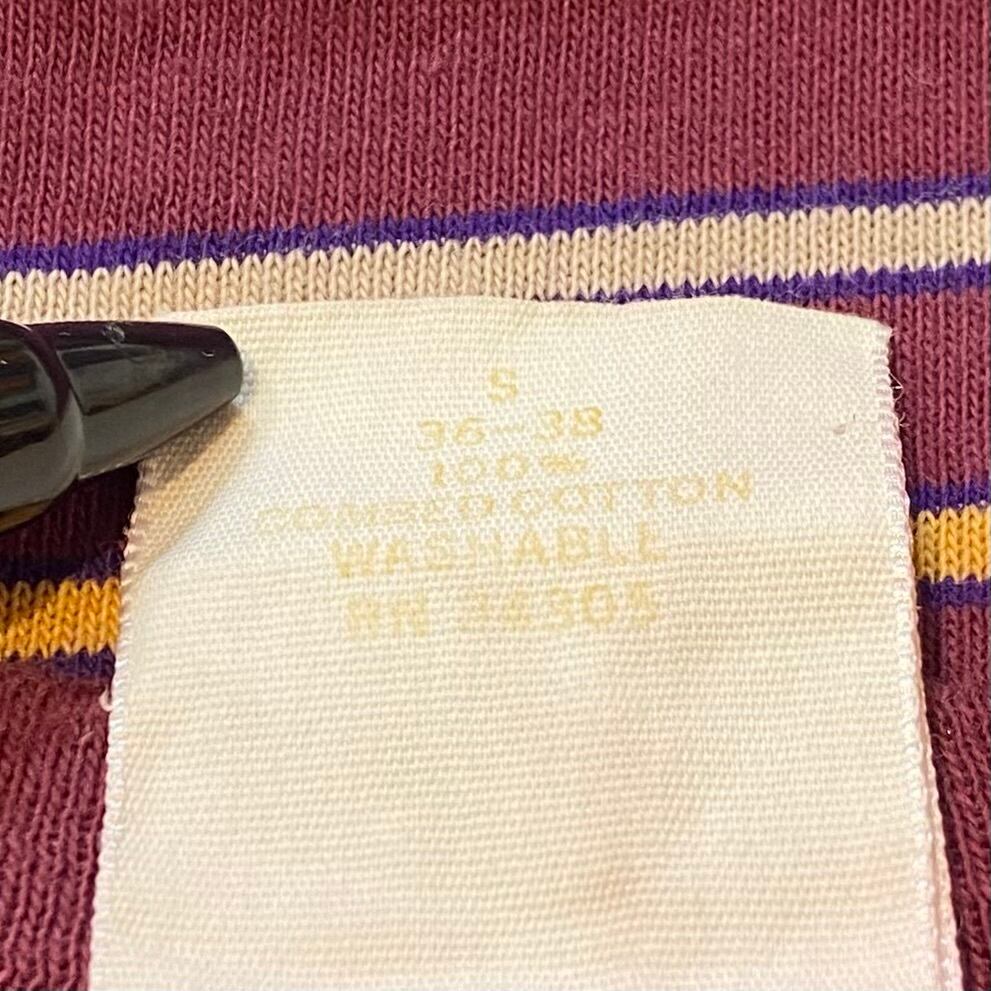 S
36-38
100%
COMBED COTTON
WASHABLE
RN 34305